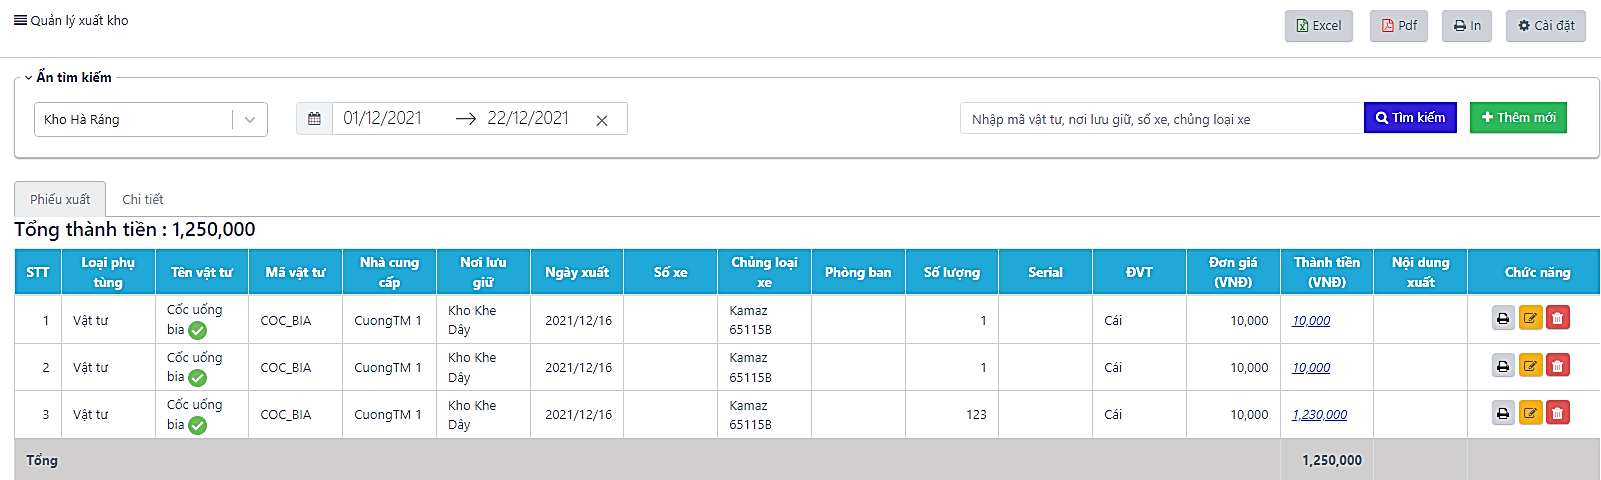 Quản lý xuất kho
Excel Pdf In Cài đặt
Ẩn tìm kiếm
Kho Hà Ráng 01/12/2021 22/12/2021 Nhập mã vật tư, nơi lưu giữ, số xe, chủng loại xe Tìm kiếm Thêm mới
Phiếu xuất Chi tiết
Tổng thành tiền : 1,250,000
STT Loại phụ tùng Tên vật tư Mã vật tư Nhà cung cấp Nơi lưu giữ Ngày xuất Số xe Chủng loại xe Phòng ban Số lượng Serial ĐVT Đơn giá (VNĐ) Thành tiền (VNĐ) Nội dung xuất Chức năng
1 Vật tư Cốc uống bia COC_BIA CuongTM 1 Kho Khe Dây 2021/12/16 Kamaz 65115B 1 Cái 10,000 10,000
2 Vật tư Cốc uống bia COC_BIA CuongTM 1 Kho Khe Dây 2021/12/16 Kamaz 65115B 1 Cái 10,000 10,000
3 Vật tư Cốc uống bia COC_BIA CuongTM 1 Kho Khe Dây 2021/12/16 Kamaz 65115B 123 Cái 10,000 1,230,000
Tổng 1,250,000